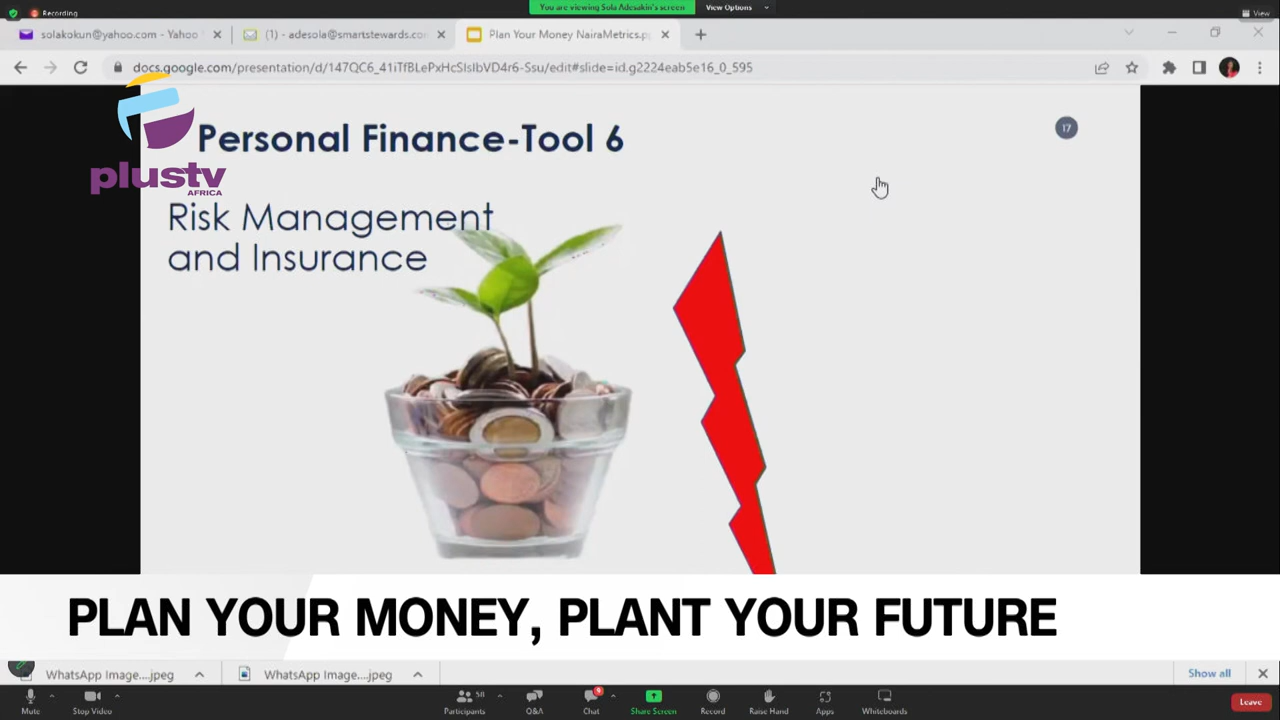 Recording
You are viewing Sola Adesakin's screen
View Options
View
solakokun@yahoo.com - Yahoo
(1) - adesola@smartstewards.co
Plan Your Money NairaMetrics.p
docs.google.com/presentation/d/147QC6_41iTfBLePxHcSIsIbVD4r6-Ssu/edit#slide=id.g2224eab5e16_0_595
Personal Finance-Tool 6
17
plustv
AFRICA
Risk Management
and Insurance
PLAN YOUR MONEY, PLANT YOUR FUTURE
WhatsApp Image....jpeg
WhatsApp Image....jpeg
Show all
58
9
Mute
Stop Video
Participants
Q&A
Chat
Share Screen
Record
Raise Hand
Apps
Whiteboards
Leave